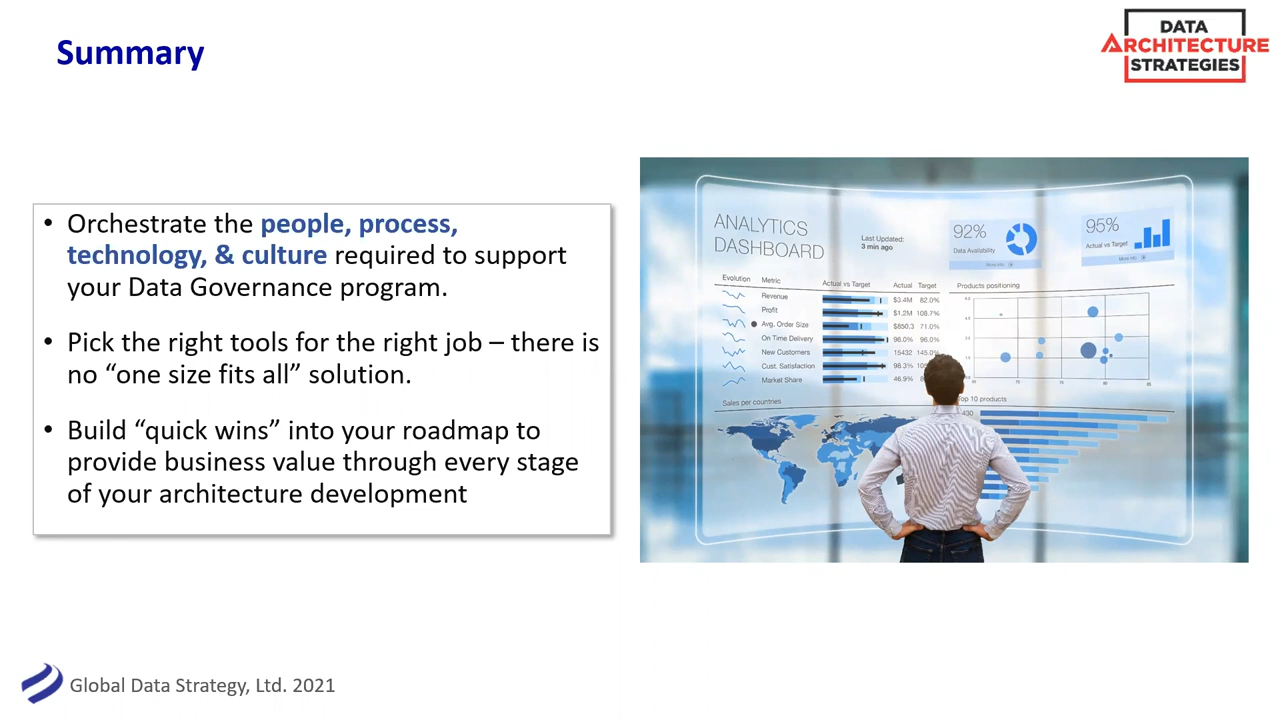 Summary
DATA
ARCHITECTURE
STRATEGIES
• Orchestrate the people, process,
technology, & culture required to support
your Data Governance program.
• Pick the right tools for the right job – there is
no “one size fits all” solution.
• Build “quick wins” into your roadmap to
provide business value through every stage
of your architecture development
ANALYTICS
DASHBOARD
Last Updated:
3 min ago
92%
Data Availability
More info
95%
Actual vs Target
More info
Evolution Metric Actual vs Target Actual Target
Revenue $3.4M 82.0%
Profit $1.2M 108.7%
Avg. Order Size $850.3 71.0%
On Time Delivery 96.0% 98.0%
New Customers 15432 145.0%
Cust. Satisfaction 98.3%
Market Share 46.9%
Products positioning
Sales per countries
Top 10 products
Global Data Strategy, Ltd. 2021